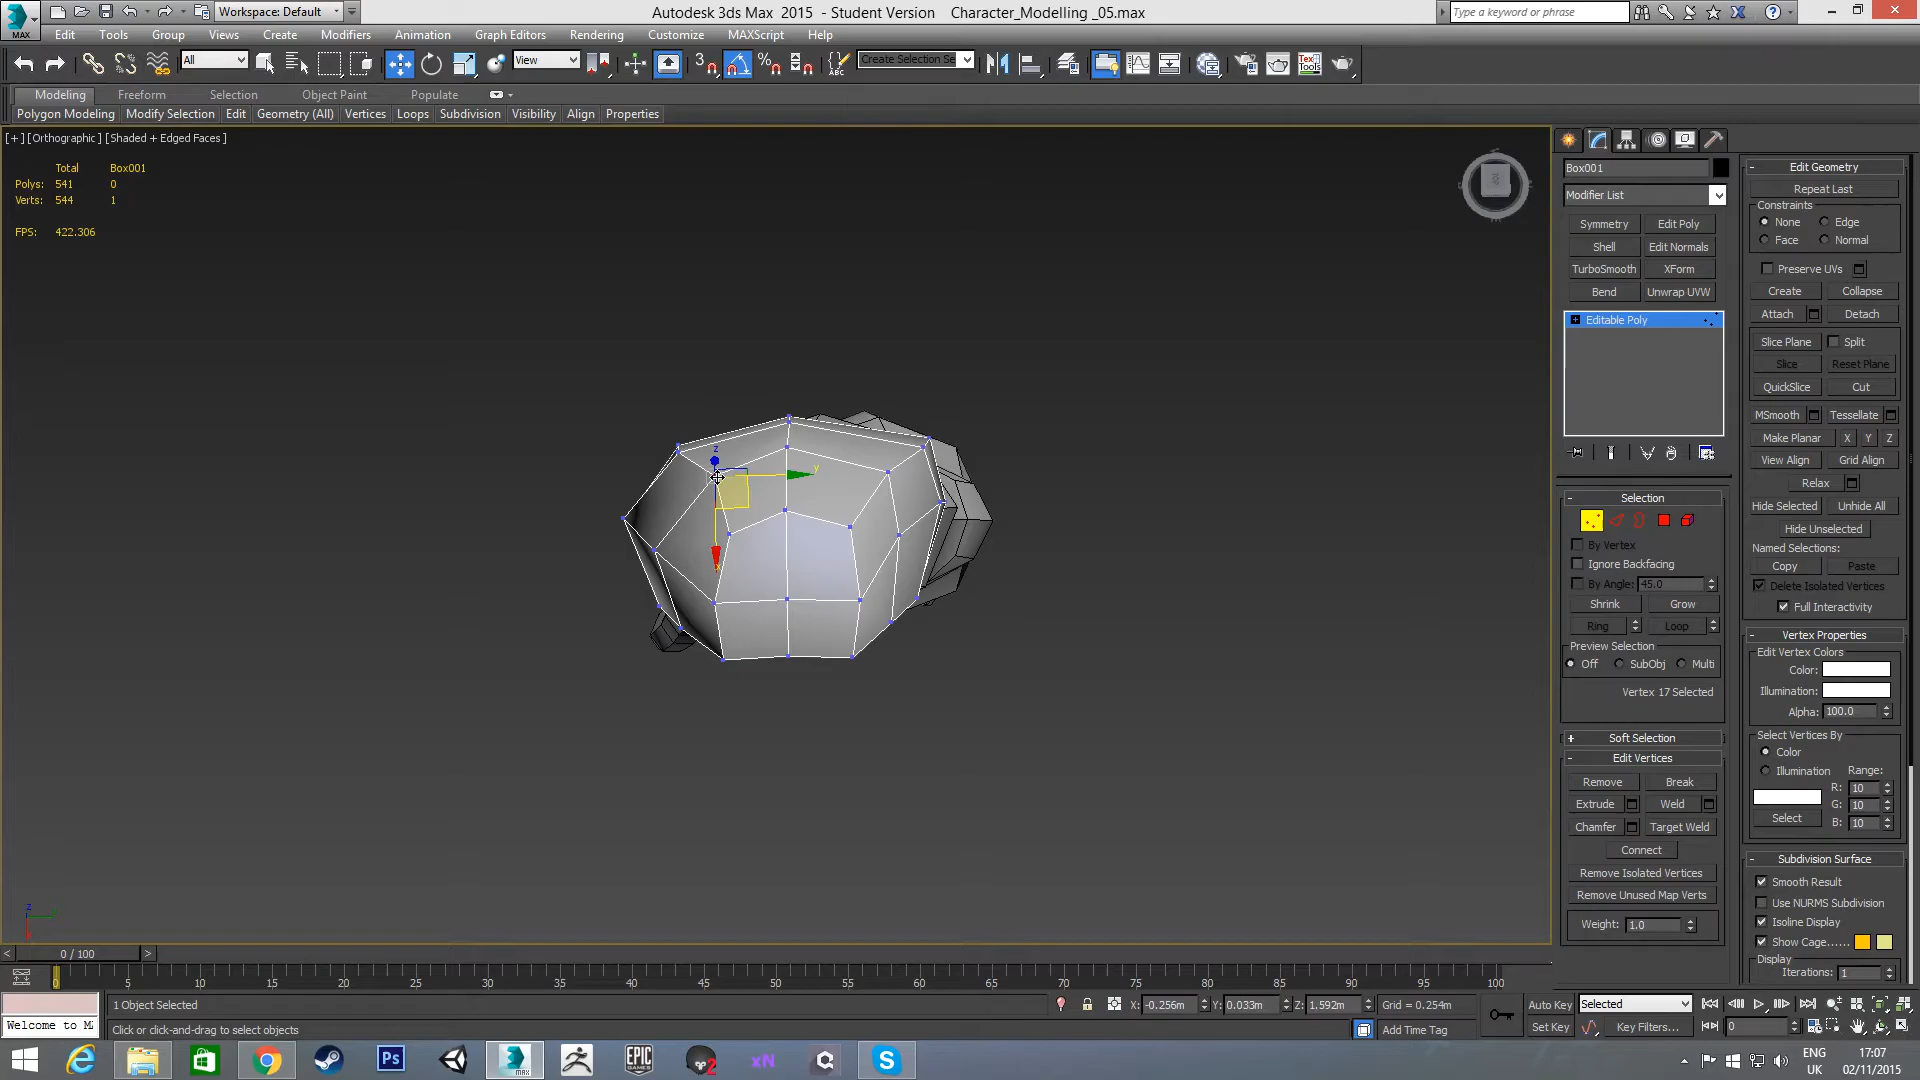 Autodesk 3ds Max 2015 - Student Version Character_Modelling _05.max
MAX
Workspace: Default
Type a keyword or phrase
Edit Tools Group Views Create Modifiers Animation Graph Editors Rendering Customize MAXScript Help
All
View
3
Create Selection Se
ABC
Modeling Freeform Selection Object Paint Populate
Polygon Modeling Modify Selection Edit Geometry (All) Vertices Loops Subdivision Visibility Align Properties
[+] [Orthographic ] [Shaded + Edged Faces ]
Total Box001
Polys: 541 0
Verts: 544 1
FPS: 422.306
z
y
x
Box001
Modifier List
Symmetry Edit Poly
Shell Edit Normals
TurboSmooth XForm
Bend Unwrap UVW
Editable Poly
Selection
By Vertex
Ignore Backfacing
By Angle: 45.0
Shrink Grow
Ring Loop
Preview Selection
Off SubObj Multi
Vertex 17 Selected
Soft Selection
Edit Vertices
Remove Break
Extrude Weld
Chamfer Target Weld
Connect
Remove Isolated Vertices
Remove Unused Map Verts
Weight: 1.0
Edit Geometry
Repeat Last
Constraints
None Edge
Face Normal
Preserve UVs
Create Collapse
Attach Detach
Slice Plane Split
Slice Reset Plane
QuickSlice Cut
MSmooth Tessellate
Make Planar X Y Z
View Align Grid Align
Relax
Hide Selected Unhide All
Hide Unselected
Named Selections:
Copy Paste
Delete Isolated Vertices
Full Interactivity
Vertex Properties
Edit Vertex Colors
Color:
Illumination:
Alpha: 100.0
Select Vertices By
Color
Illumination Range:
R: 10
G: 10
Select B: 10
Subdivision Surface
Smooth Result
Use NURMS Subdivision
Isoline Display
Show Cage......
Display
Iterations: 1
< 0 / 100 >
0 5 10 15 20 25 30 35 40 45 50 55 60 65 70 75 80 85 90 95 100
1 Object Selected X: -0.256m Y: 0.033m Z: 1.592m Grid = 0.254m Auto Key Selected
Welcome to M
Click or click-and-drag to select objects Add Time Tag Set Key Key Filters... 0
Ps MAX EPIC GAMES 2 xN S
ENG 17:07
UK 02/11/2015